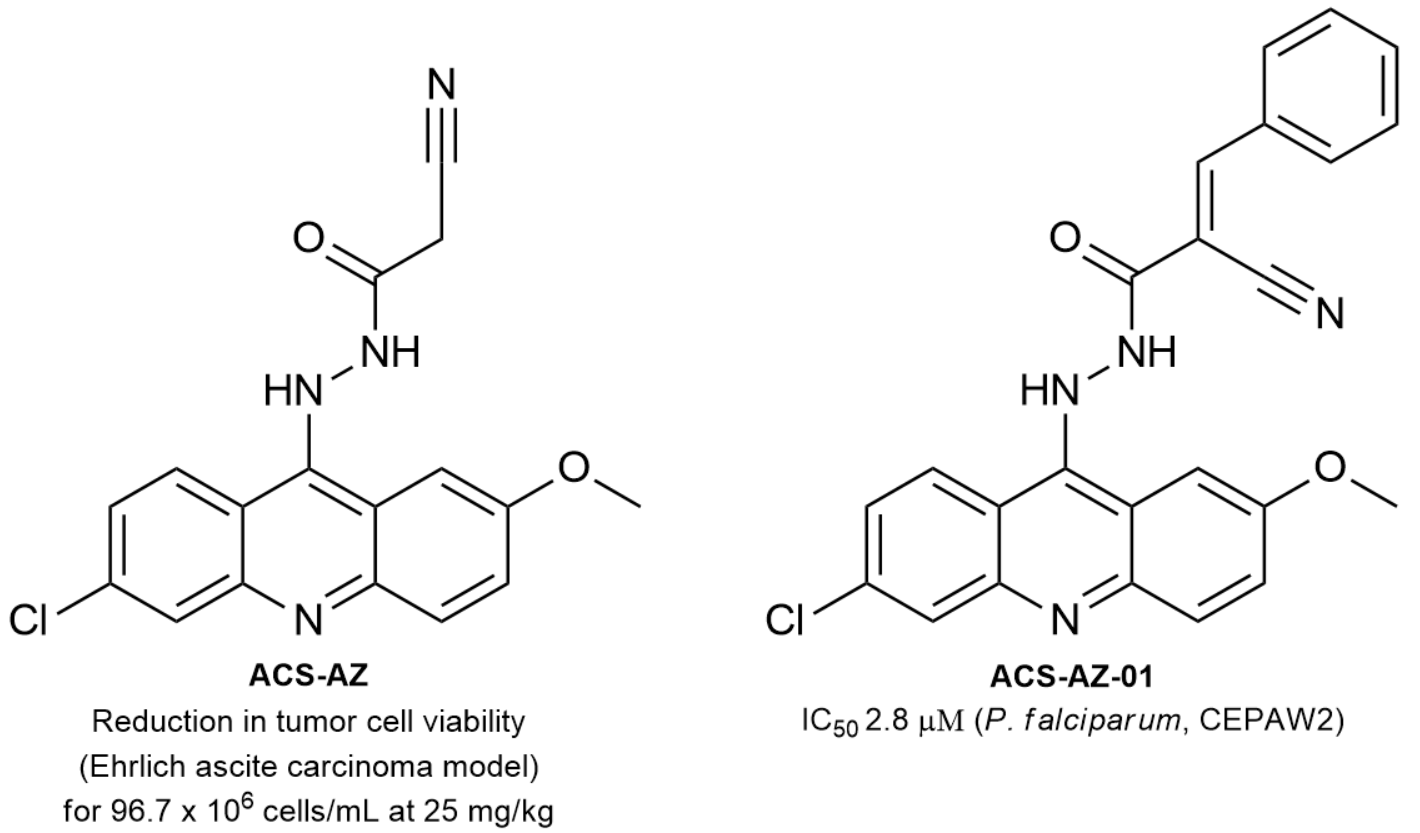 N
O
NH
HN
O
Cl
N
ACS-AZ
Reduction in tumor cell viability
(Ehrlich ascite carcinoma model)
for 96.7 x 10⁶ cells/mL at 25 mg/kg
O
N
NH
HN
O
Cl
N
ACS-AZ-01
IC₅₀ 2.8 μM (P. falciparum, CEPAW2)